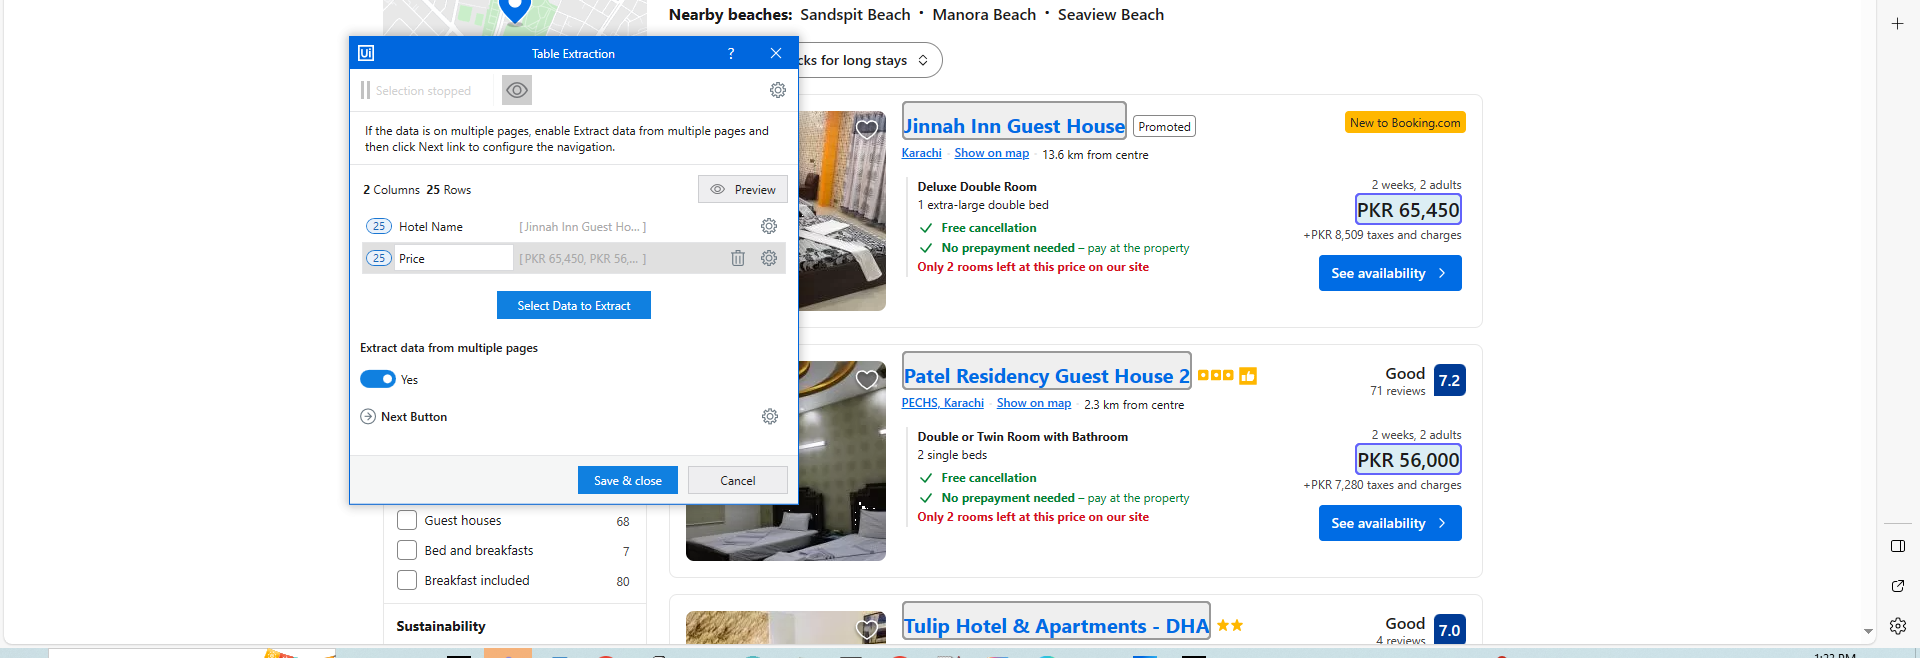 Nearby beaches: Sandspit Beach • Manora Beach • Seaview Beach
Ui Table Extraction ? ×
Selection stopped
If the data is on multiple pages, enable Extract data from multiple pages and
then click Next link to configure the navigation.
2 Columns 25 Rows Preview
25 Hotel Name [ Jinnah Inn Guest Ho... ]
25 Price [ PKR 65,450, PKR 56,... ]
Select Data to Extract
Extract data from multiple pages
Yes
Next Button
Save & close Cancel
Guest houses 68
Bed and breakfasts 7
Breakfast included 80
Sustainability
cks for long stays
Jinnah Inn Guest House Promoted
New to Booking.com
Karachi Show on map 13.6 km from centre
Deluxe Double Room
1 extra-large double bed
Free cancellation
No prepayment needed – pay at the property
Only 2 rooms left at this price on our site
2 weeks, 2 adults
PKR 65,450
+PKR 8,509 taxes and charges
See availability
Patel Residency Guest House 2
Good
71 reviews
7.2
PECHS, Karachi Show on map 2.3 km from centre
Double or Twin Room with Bathroom
2 single beds
Free cancellation
No prepayment needed – pay at the property
Only 2 rooms left at this price on our site
2 weeks, 2 adults
PKR 56,000
+PKR 7,280 taxes and charges
See availability
Tulip Hotel & Apartments - DHA
Good
4 reviews
7.0